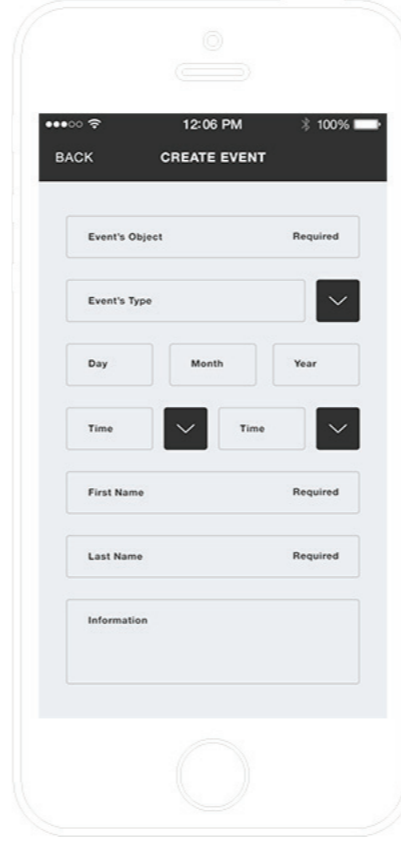 12:06 PM 100%
BACK CREATE EVENT
Event's Object Required
Event's Type
Day Month Year
Time Time
First Name Required
Last Name Required
Information